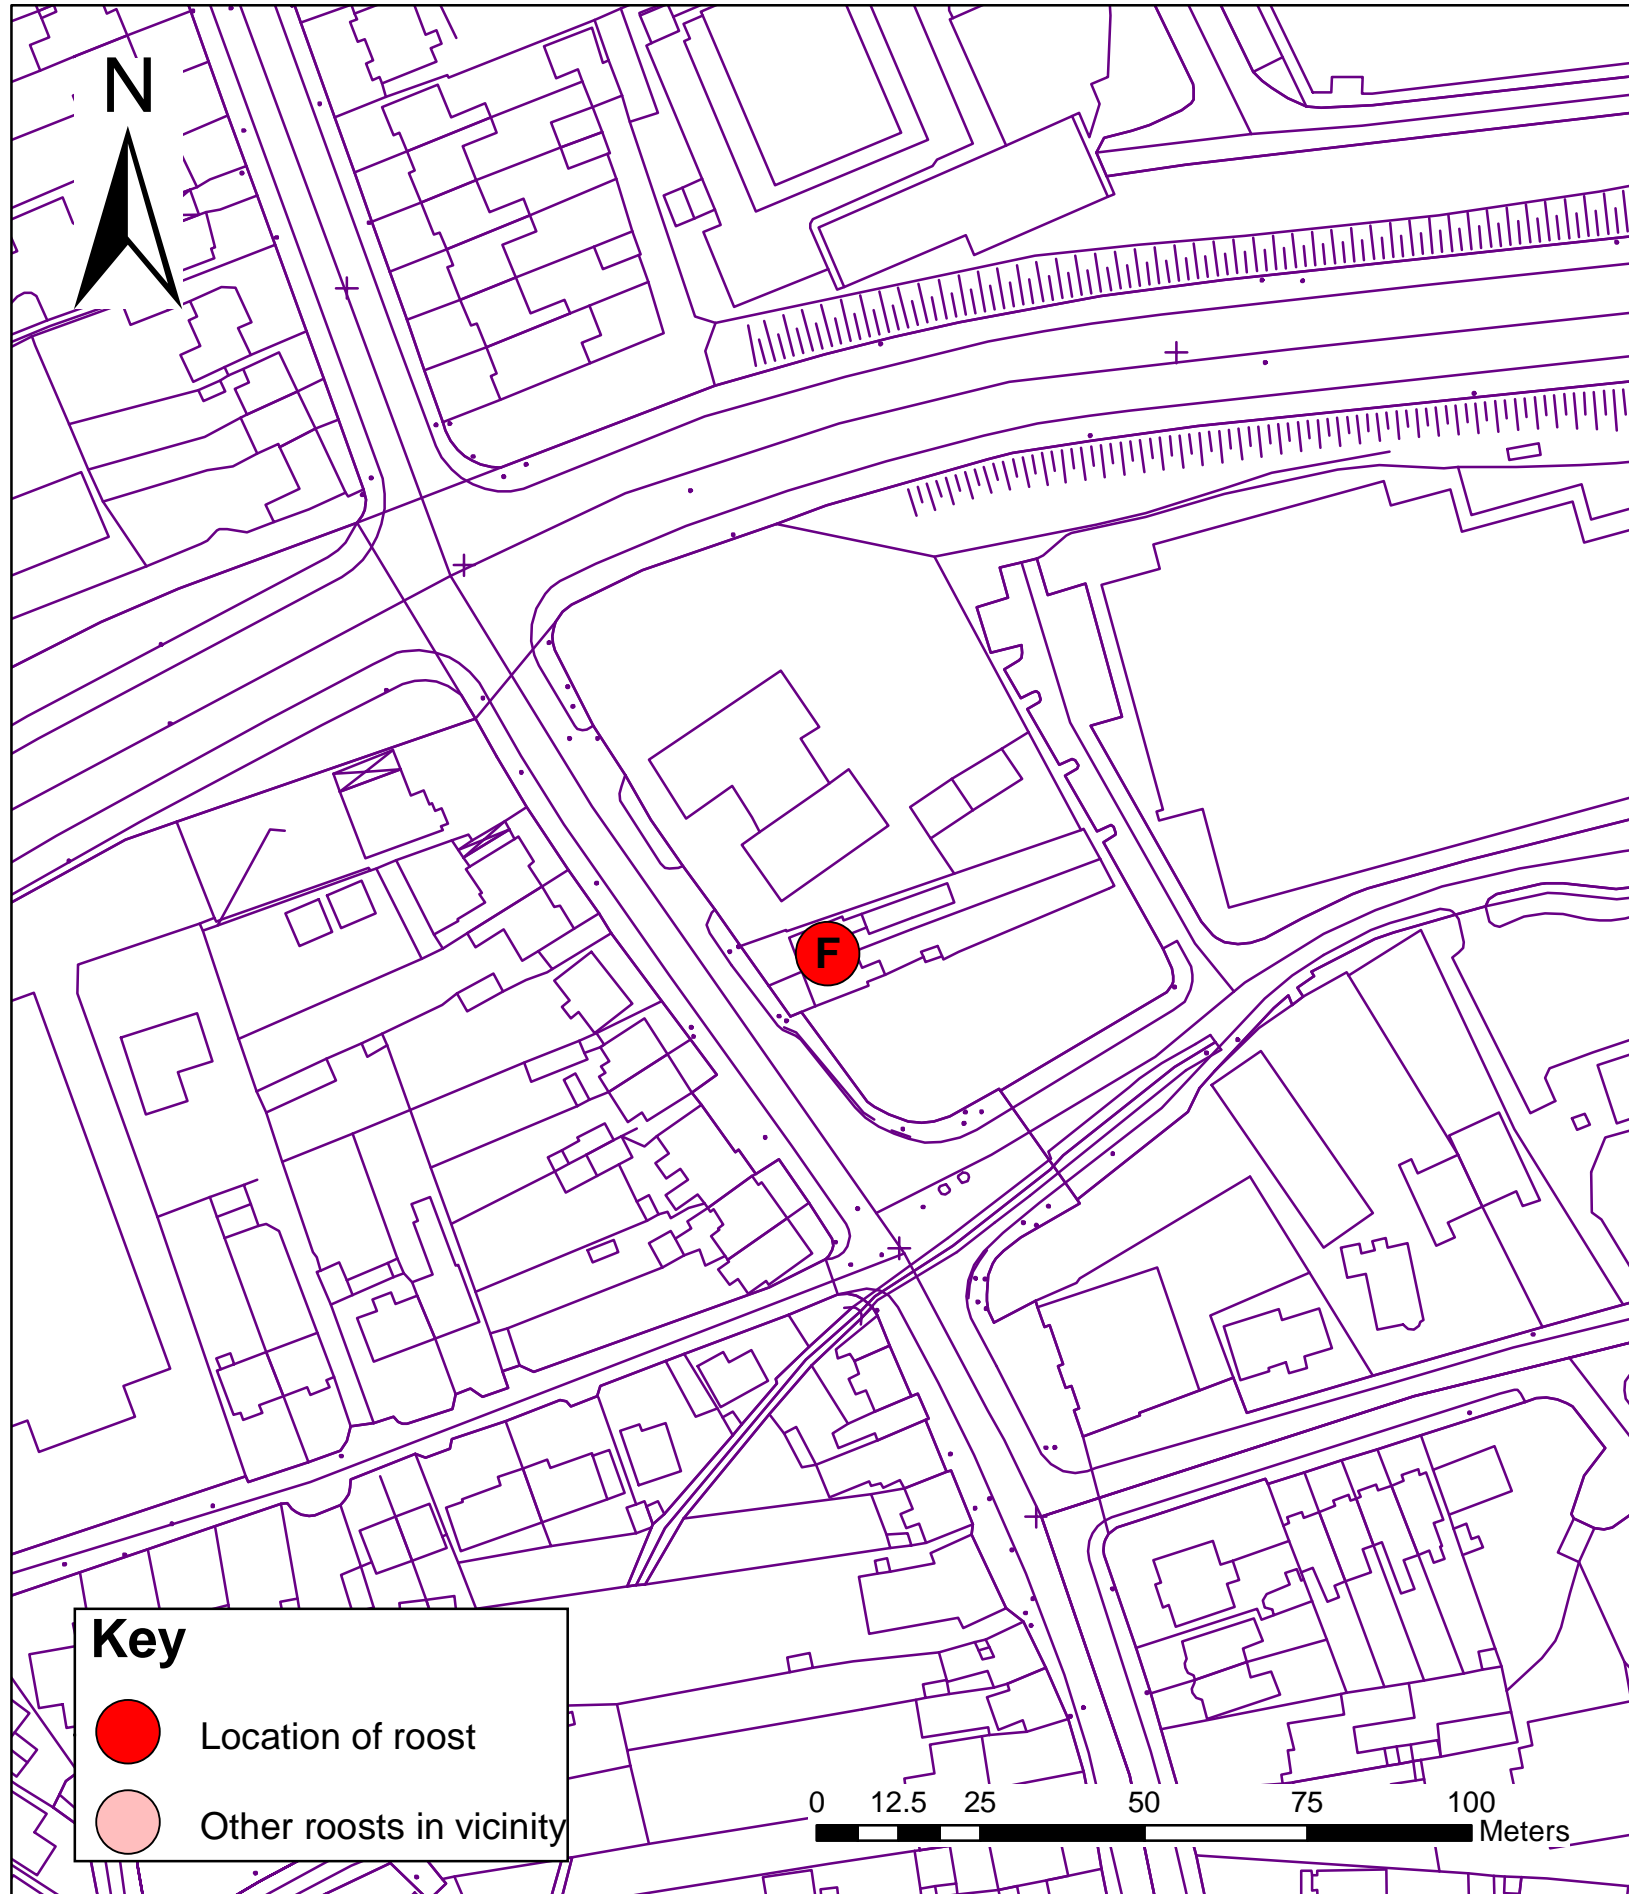 N
F
Key
Location of roost
Other roosts in vicinity
0 12.5 25 50 75 100
Meters